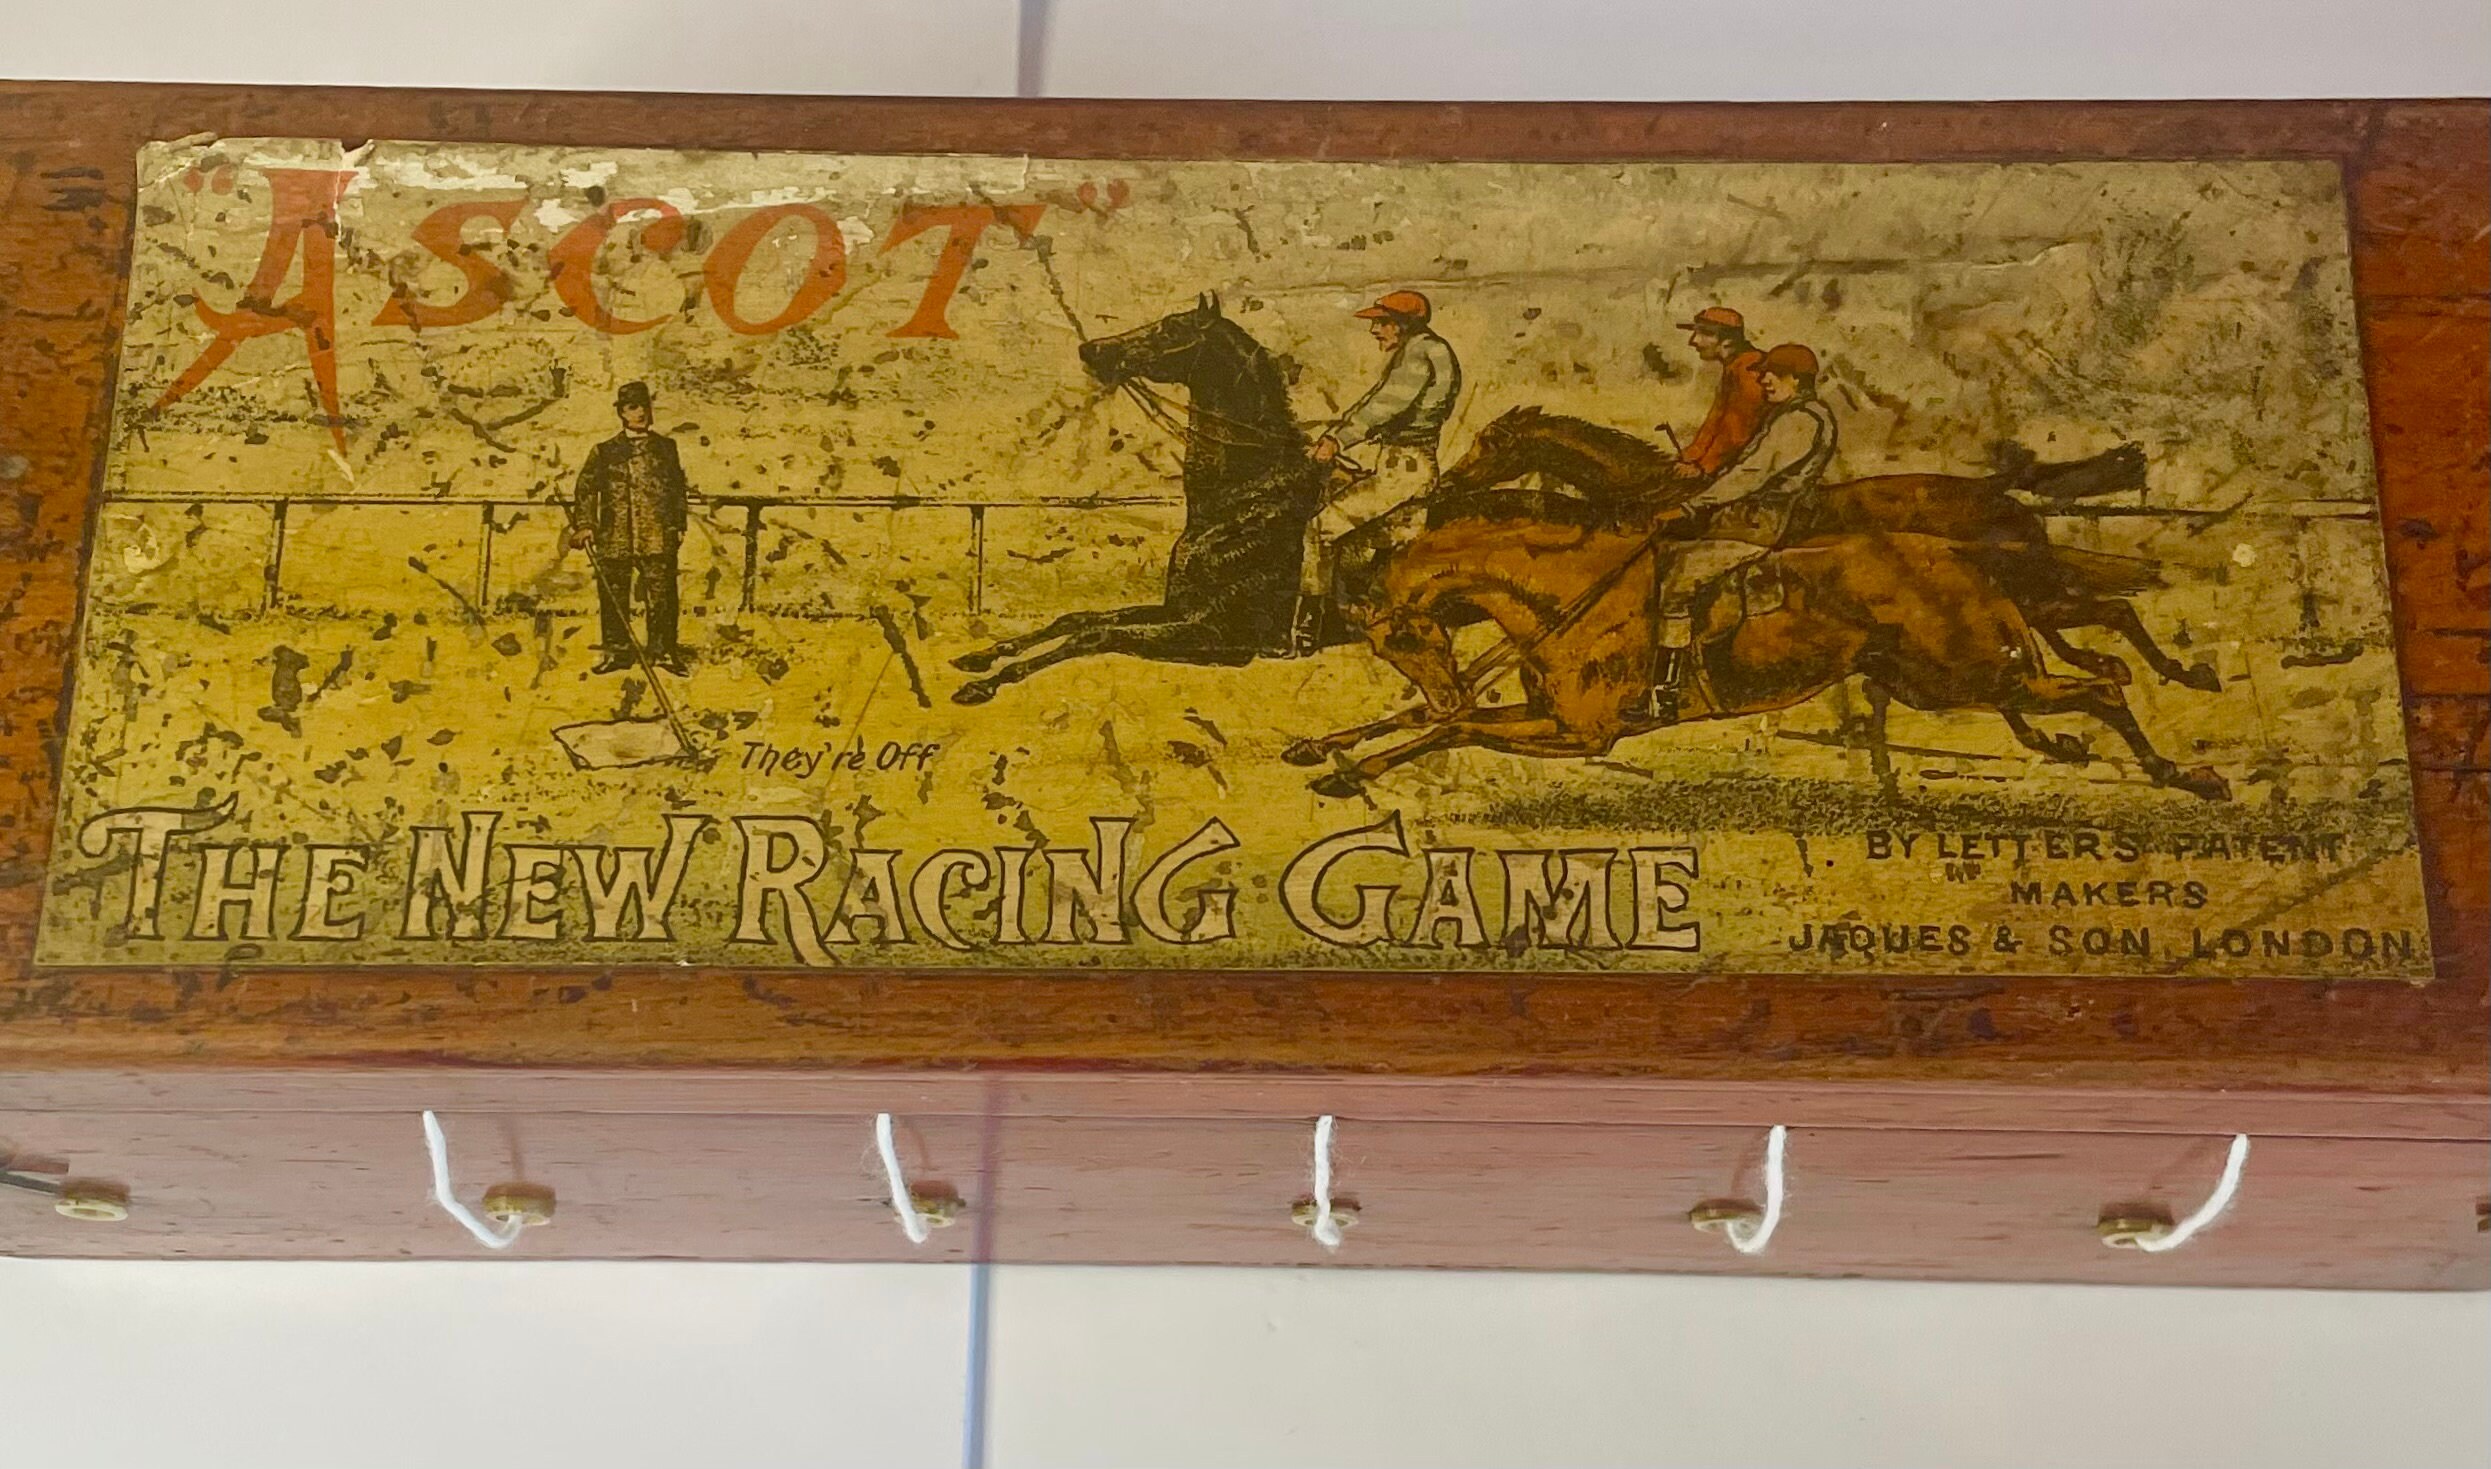 "ASCOT"
They're Off
THE NEW RACING GAME
BY LETTERS PATENT
MAKERS
JAQUES & SON, LONDON